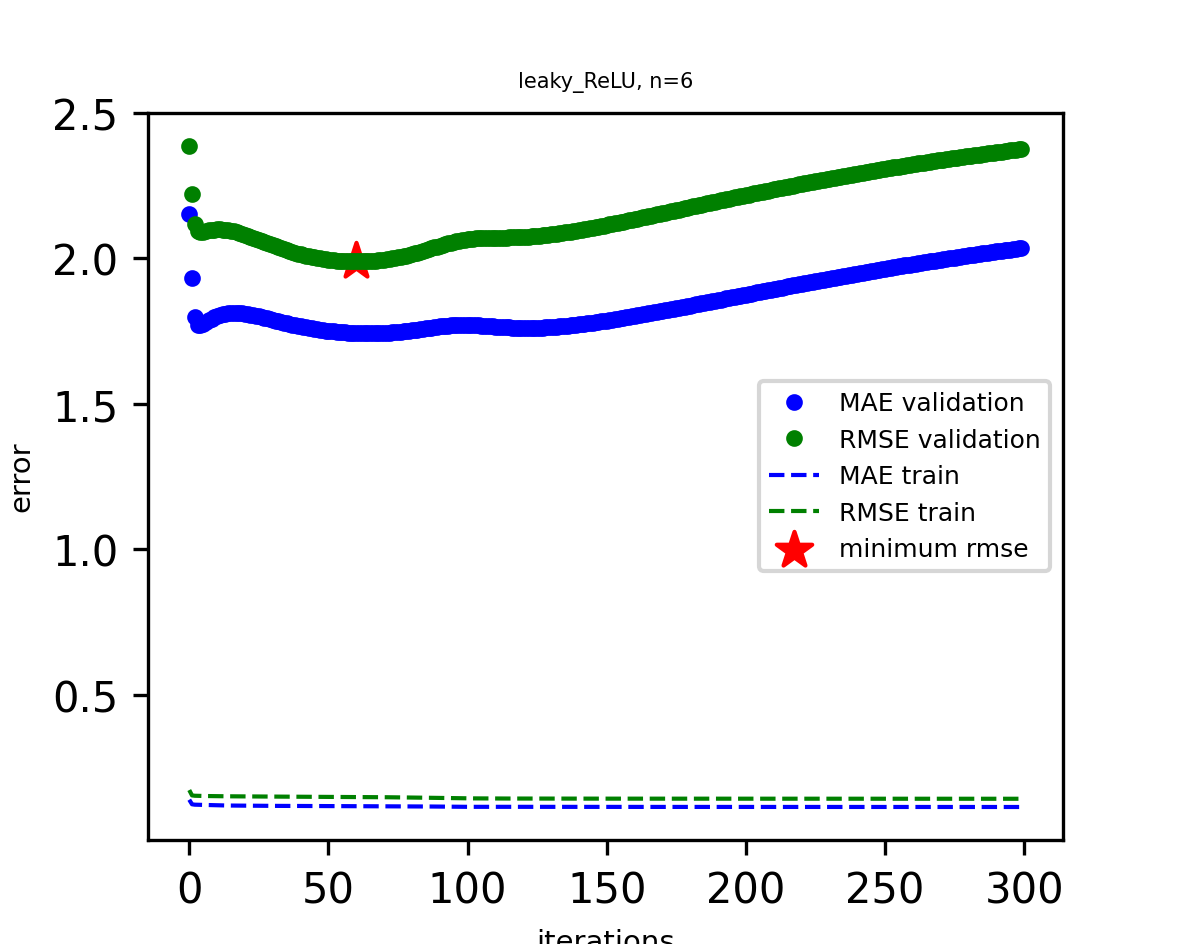 leaky_ReLU, n=6
2.5
2.0
1.5
1.0
0.5
error
MAE validation
RMSE validation
MAE train
RMSE train
minimum rmse
0 50 100 150 200 250 300
iterations